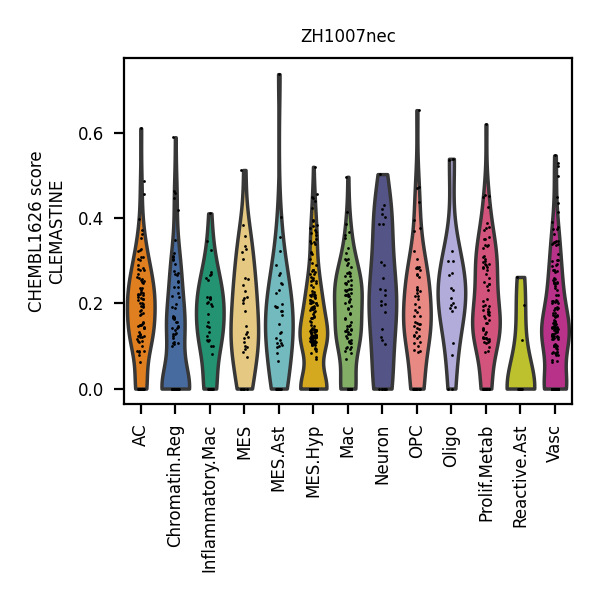 ZH1007nec
CHEMBL1626 score
CLEMASTINE
0.6
0.4
0.2
0.0
AC
Chromatin.Reg
Inflammatory.Mac
MES
MES.Ast
MES.Hyp
Mac
Neuron
OPC
Oligo
Prolif.Metab
Reactive.Ast
Vasc